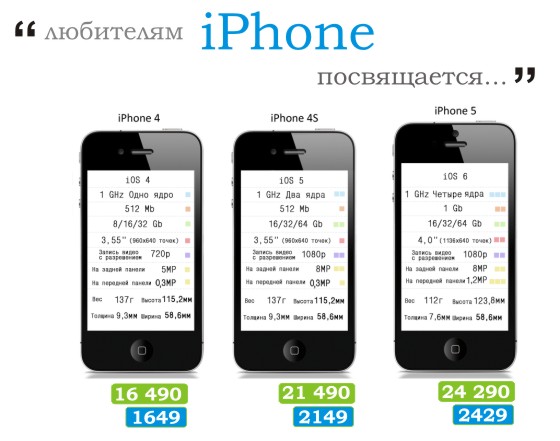 “ любителям iPhone
посвящается... ”
iPhone 4
iOS 4
1 GHz Одно ядро
512 Mb
8/16/32 Gb
3,55" (960x640 точек)
Запись видео с разрешением 720p
На задней панели 5MP
На передней панели 0,3MP
Вес 137г Высота 115,2мм
Толщина 9,3мм Ширина 58,6мм
16 490
1649
iPhone 4S
iOS 5
1 GHz Два ядра
512 Mb
16/32/64 Gb
3,55" (960x640 точек)
Запись видео с разрешением 1080p
На задней панели 8MP
На передней панели 0,3MP
Вес 137г Высота 115,2мм
Толщина 9,3мм Ширина 58,6мм
21 490
2149
iPhone 5
iOS 6
1 GHz Четыре ядра
1 Gb
16/32/64 Gb
4,0" (1136x640 точек)
Запись видео с разрешением 1080p
На задней панели 8MP
На передней панели 1,2MP
Вес 112г Высота 123,8мм
Толщина 7,6мм Ширина 58,6мм
24 290
2429